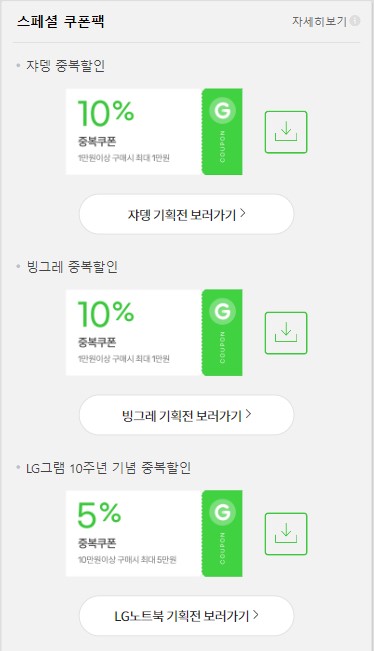 스페셜 쿠폰팩
자세히보기
쟈뎅 중복할인
10%
중복쿠폰
1만원이상 구매시 최대 1만원
G
COUPON
쟈뎅 기획전 보러가기
빙그레 중복할인
10%
중복쿠폰
1만원이상 구매시 최대 1만원
G
COUPON
빙그레 기획전 보러가기
LG그램 10주년 기념 중복할인
5%
중복쿠폰
10만원이상 구매시 최대 5만원
G
COUPON
LG노트북 기획전 보러가기